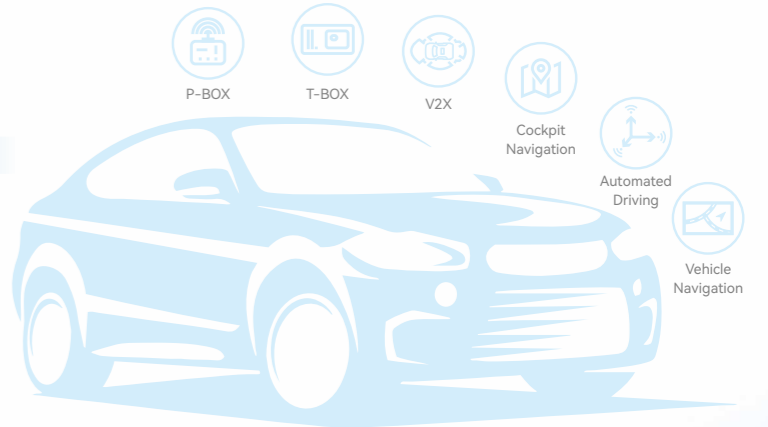 P-BOX
T-BOX
V2X
Cockpit
Navigation
Automated
Driving
Vehicle
Navigation